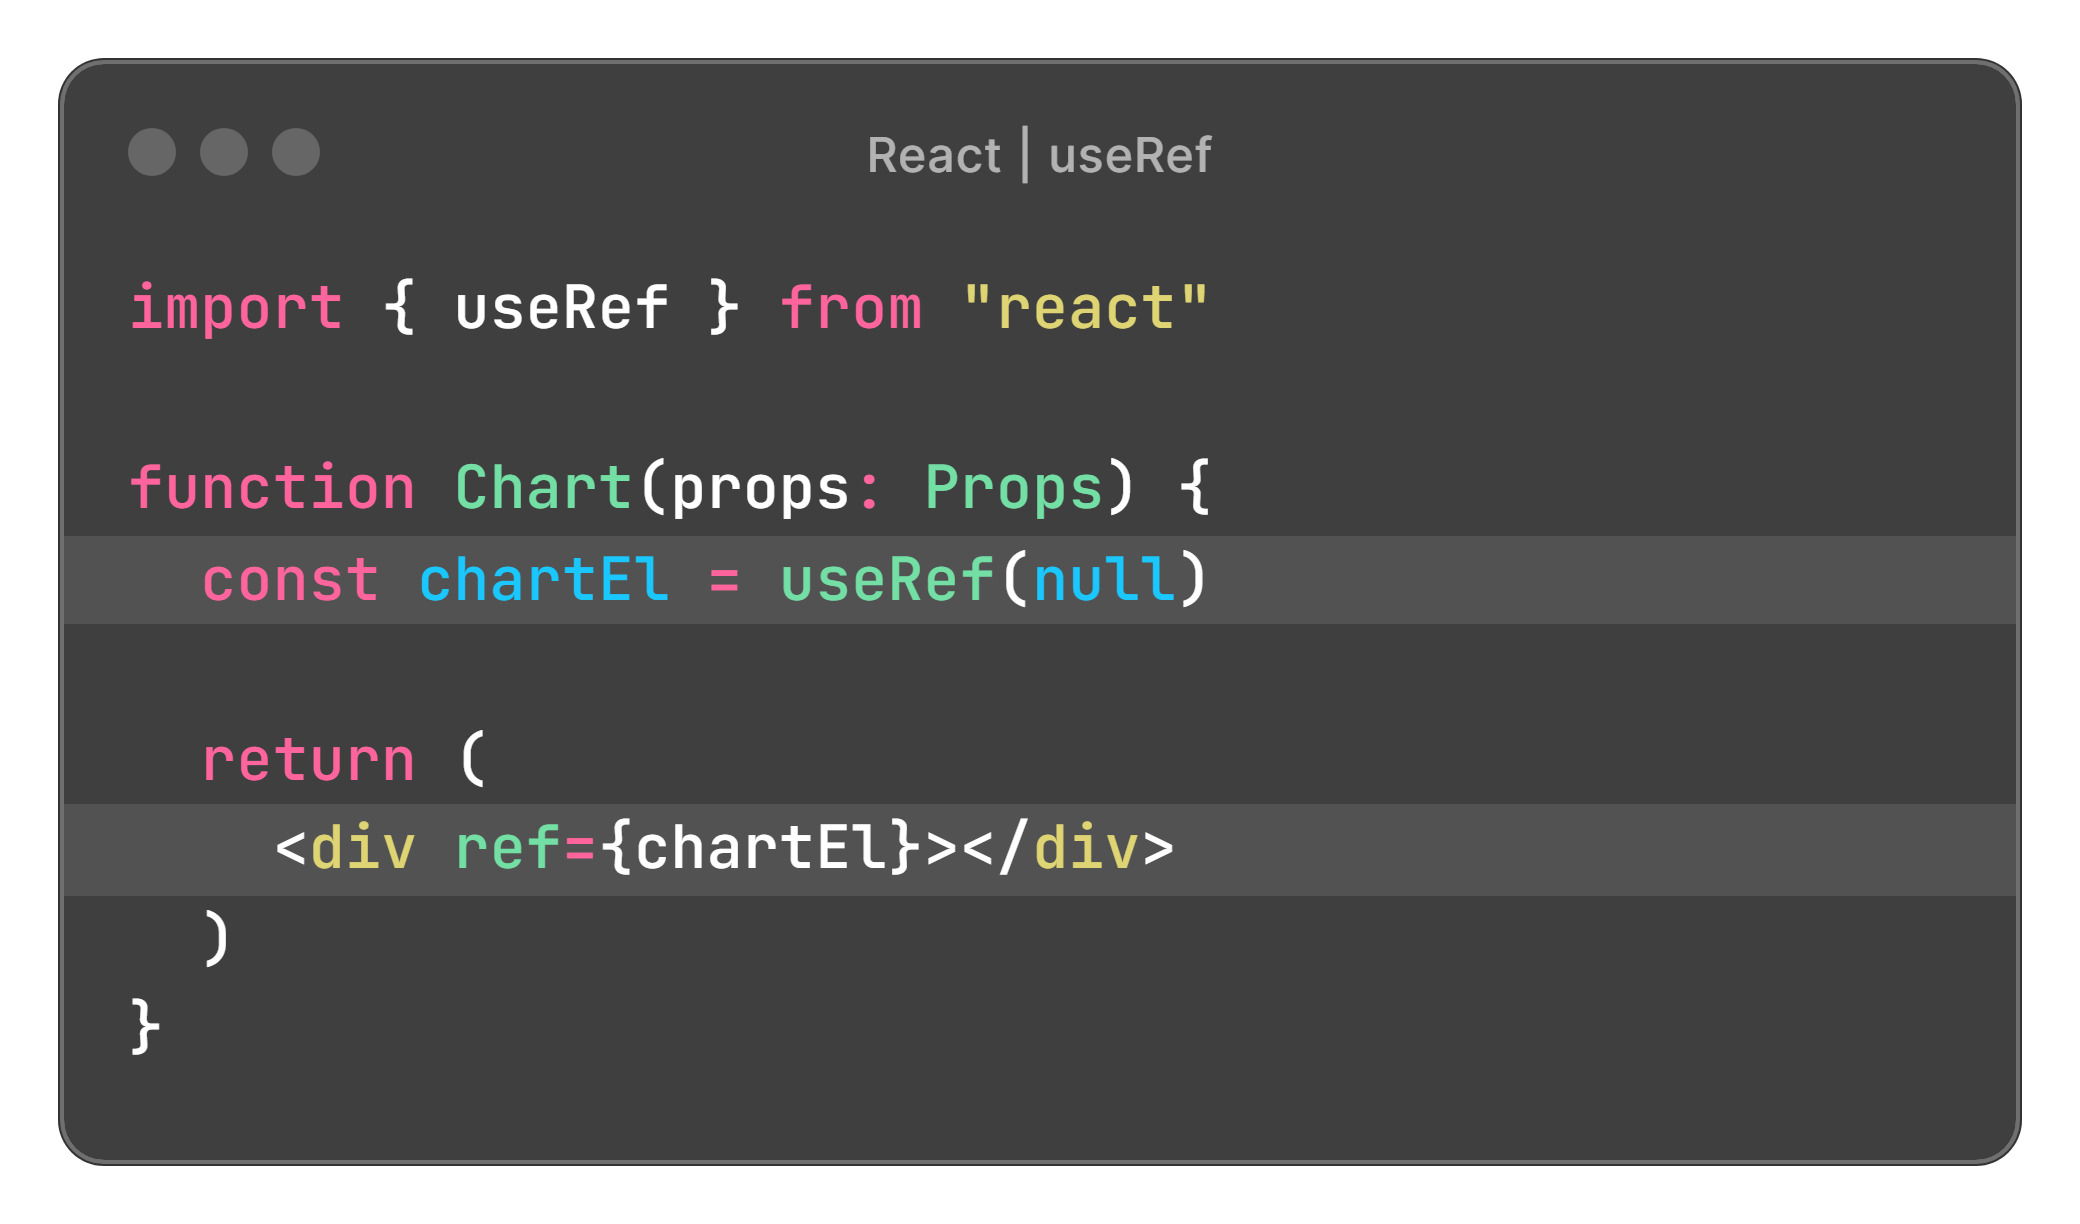 React | useRef
import { useRef } from "react"
function Chart(props: Props) {
  const chartEl = useRef(null)
  return (
    <div ref={chartEl}></div>
  )
}